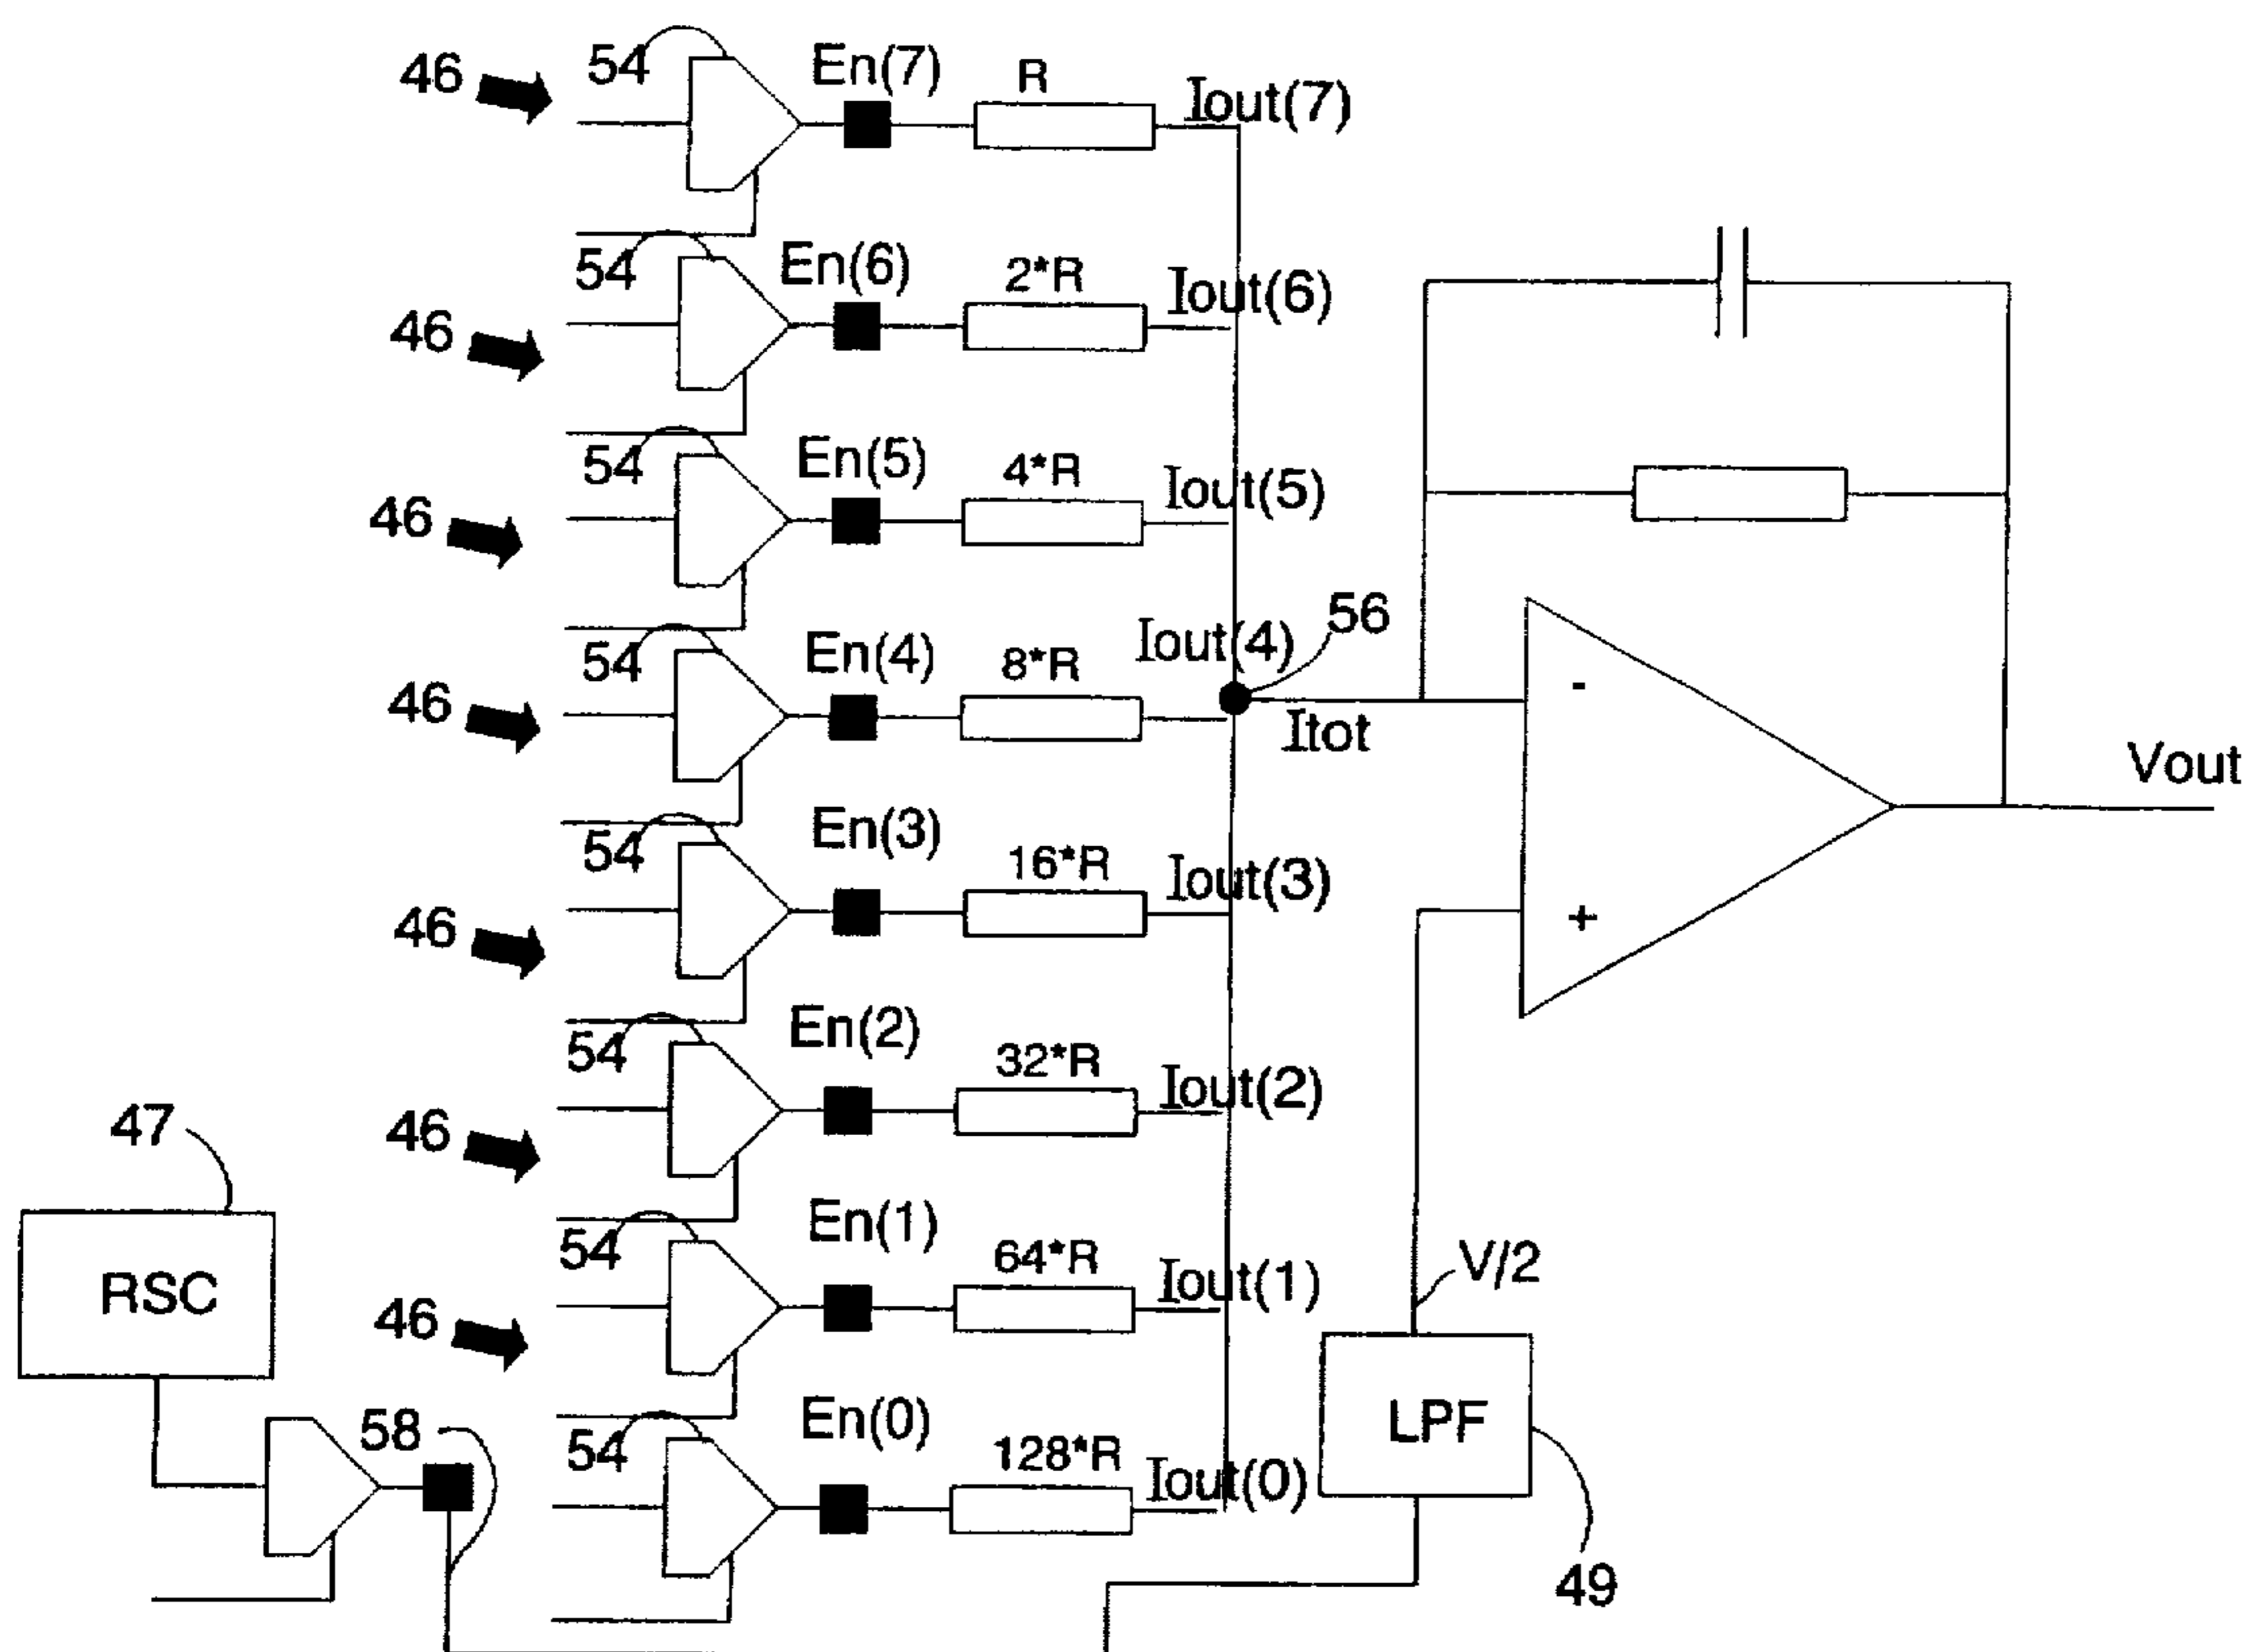 46 54 En(7) R Iout(7)
46 54 En(6) 2*R Iout(6)
46 54 En(5) 4*R Iout(5)
46 54 En(4) 8*R Iout(4) 56
-
Itot
Vout
46 54 En(3) 16*R Iout(3)
+
46 54 En(2) 32*R Iout(2)
47
RSC
46 54 En(1) 64*R Iout(1) V/2
58 54 En(0) 128*R Iout(0) LPF
49